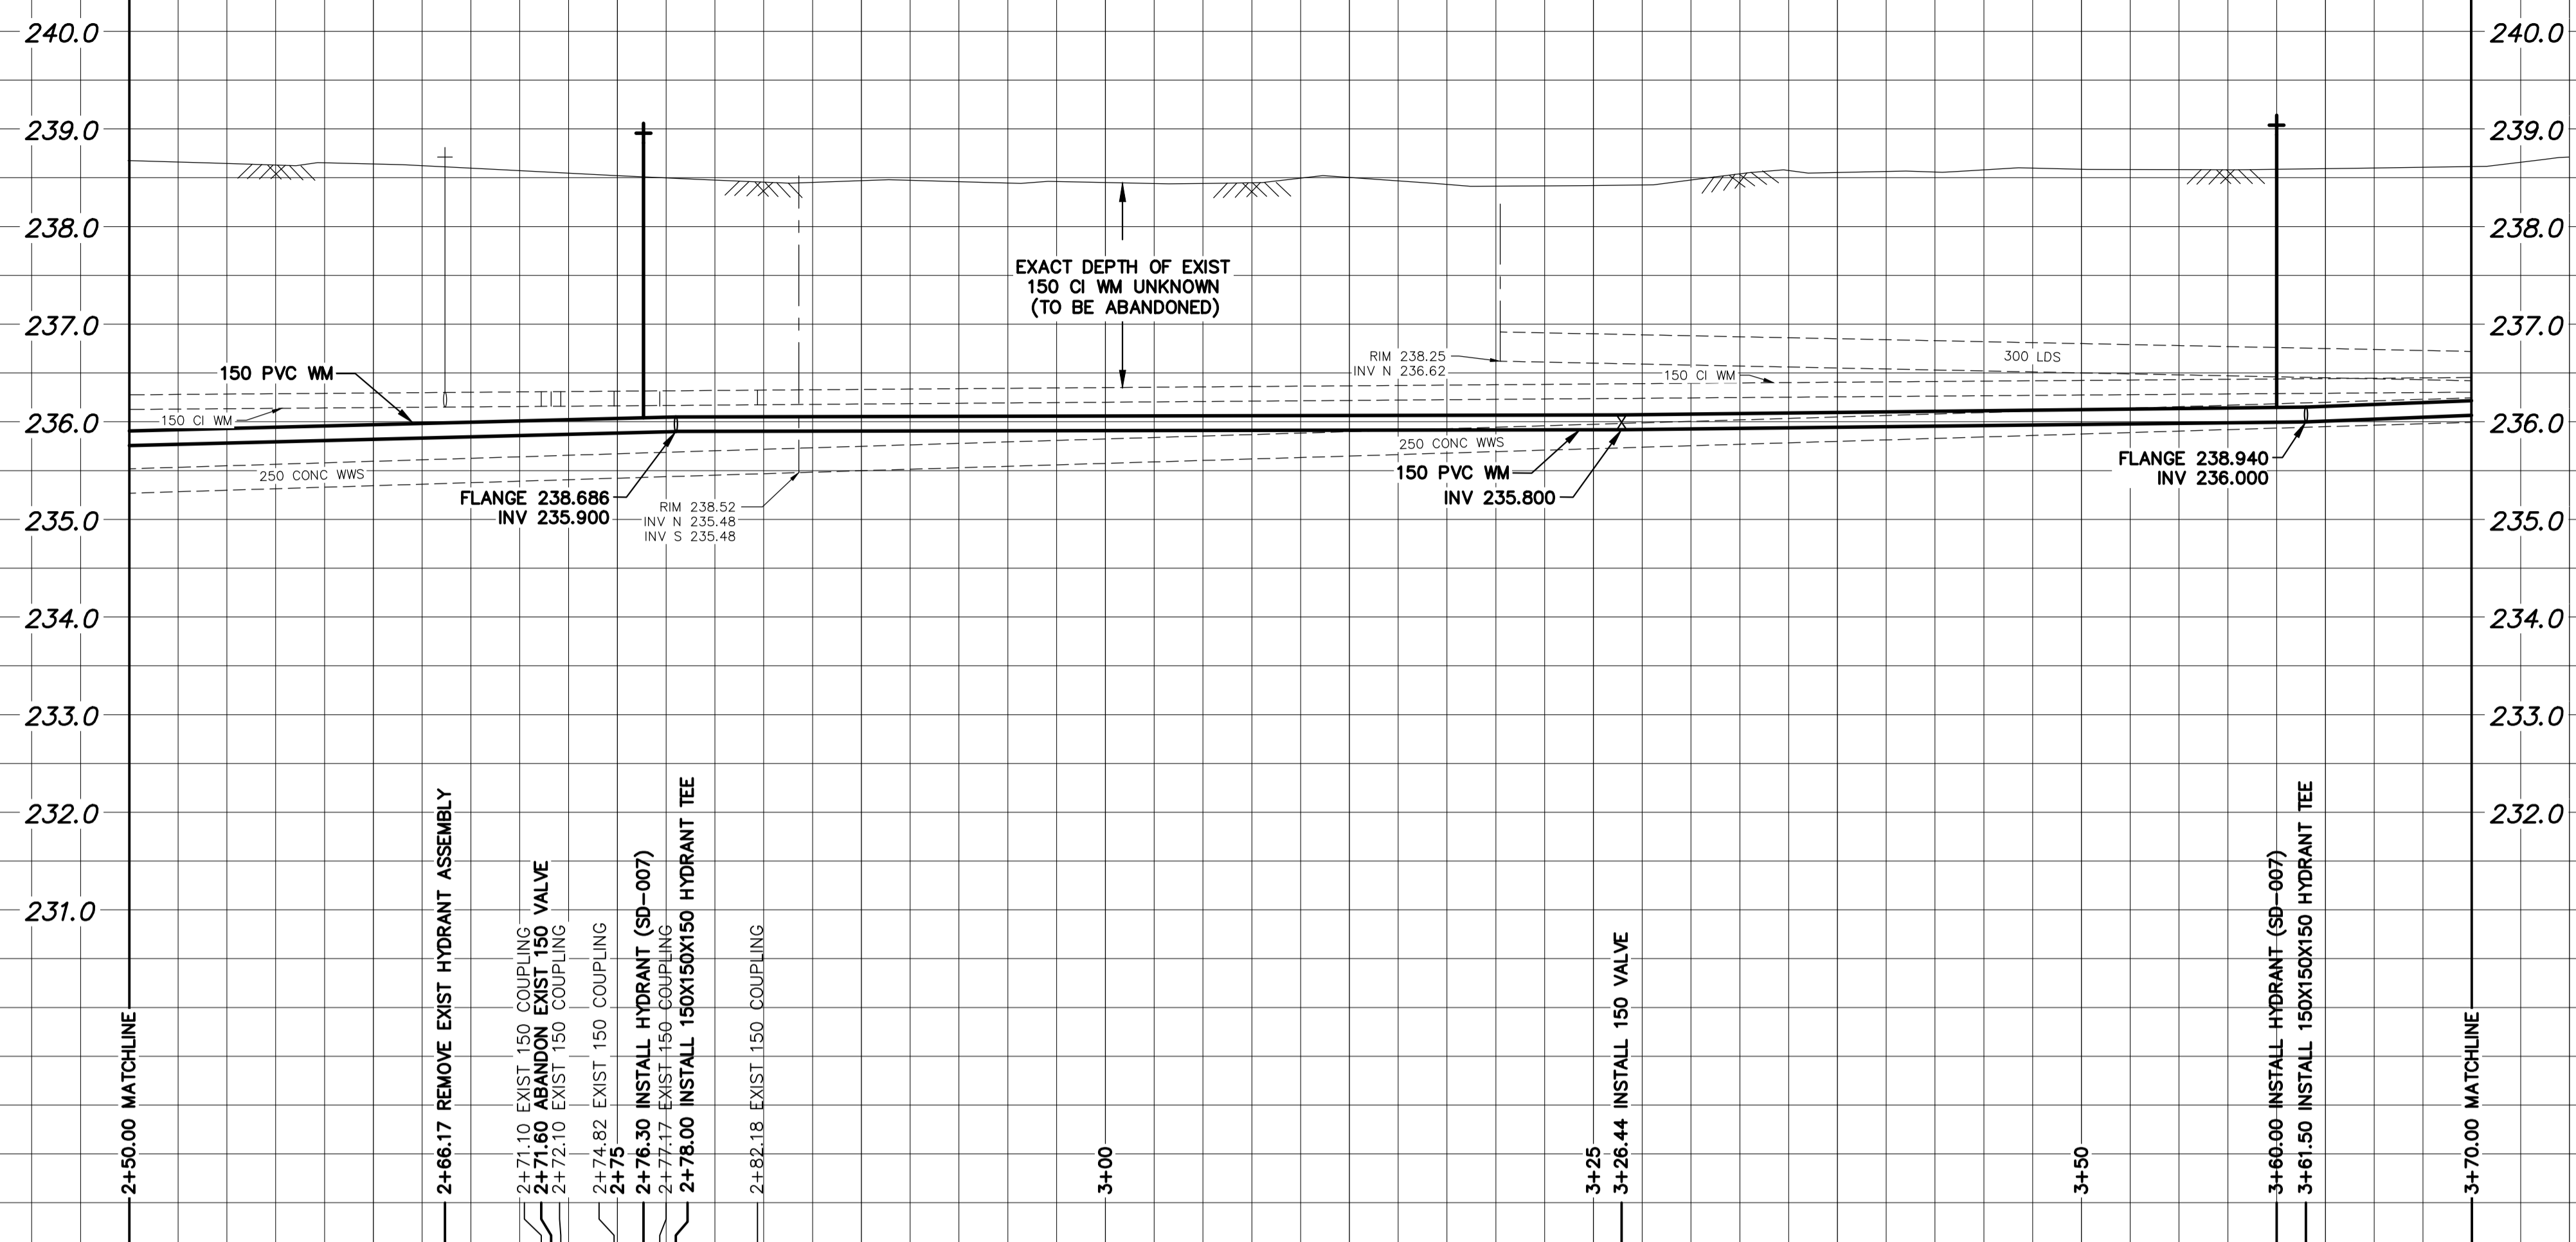 240.0
240.0
239.0
239.0
238.0
238.0
EXACT DEPTH OF EXIST
150 CI WM UNKNOWN
(TO BE ABANDONED)
237.0
237.0
RIM 238.25
INV N 236.62
300 LDS
150 PVC WM
150 CI WM
150 CI WM
236.0
236.0
250 CONC WWS
250 CONC WWS
150 PVC WM
INV 235.800
FLANGE 238.940
INV 236.000
FLANGE 238.686
INV 235.900
RIM 238.52
INV N 235.48
INV S 235.48
235.0
235.0
234.0
234.0
233.0
233.0
232.0
232.0
231.0
2+50.00 MATCHLINE
2+66.17 REMOVE EXIST HYDRANT ASSEMBLY
2+71.10 EXIST 150 COUPLING
2+71.60 ABANDON EXIST 150 VALVE
2+72.10 EXIST 150 COUPLING
2+74.82 EXIST 150 COUPLING
2+75
2+76.30 INSTALL HYDRANT (SD-007)
2+77.17 EXIST 150 COUPLING
2+78.00 INSTALL 150X150X150 HYDRANT TEE
2+82.18 EXIST 150 COUPLING
3+00
3+25
3+26.44 INSTALL 150 VALVE
3+50
3+60.00 INSTALL HYDRANT (SD-007)
3+61.50 INSTALL 150X150X150 HYDRANT TEE
3+70.00 MATCHLINE